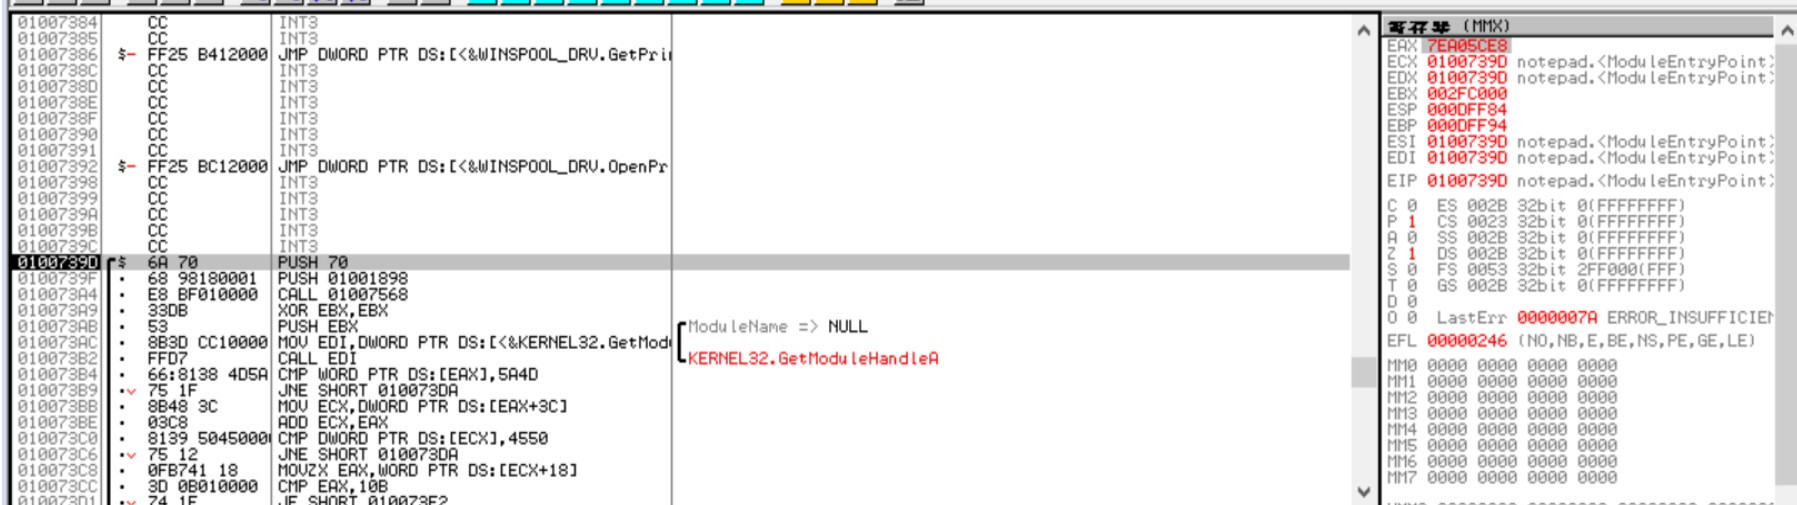 01007384 CC INT3
01007385 CC INT3
01007386 $- FF25 B412000 JMP DWORD PTR DS:[<&WINSPOOL_DRV.GetPri
0100738C CC INT3
0100738D CC INT3
0100738E CC INT3
0100738F CC INT3
01007390 CC INT3
01007391 CC INT3
01007392 $- FF25 BC12000 JMP DWORD PTR DS:[<&WINSPOOL_DRV.OpenPr
01007398 CC INT3
01007399 CC INT3
0100739A CC INT3
0100739B CC INT3
0100739C CC INT3
0100739D $ 6A 70 PUSH 70
0100739F . 68 98180001 PUSH 01001898
010073A4 . E8 BF010000 CALL 01007568
010073A9 . 33DB XOR EBX,EBX
010073AB . 53 PUSH EBX ModuleName => NULL
010073AC . 8B3D CC10000 MOV EDI,DWORD PTR DS:[<&KERNEL32.GetMod
010073B2 . FFD7 CALL EDI KERNEL32.GetModuleHandleA
010073B4 . 66:8138 4D5A CMP WORD PTR DS:[EAX],5A4D
010073B9 .v 75 1F JNE SHORT 010073DA
010073BB . 8B48 3C MOV ECX,DWORD PTR DS:[EAX+3C]
010073BE . 03C8 ADD ECX,EAX
010073C0 . 8139 5045000 CMP DWORD PTR DS:[ECX],4550
010073C6 .v 75 12 JNE SHORT 010073DA
010073C8 . 0FB741 18 MOVZX EAX,WORD PTR DS:[ECX+18]
010073CC . 3D 0B010000 CMP EAX,10B
010073D1 .v 74 1F JE SHORT 010073F2
寄存器 (MMX)
EAX 7EA05CE8
ECX 0100739D notepad.<ModuleEntryPoint>
EDX 0100739D notepad.<ModuleEntryPoint>
EBX 002FC000
ESP 000DFF84
EBP 000DFF94
ESI 0100739D notepad.<ModuleEntryPoint>
EDI 0100739D notepad.<ModuleEntryPoint>
EIP 0100739D notepad.<ModuleEntryPoint>
C 0 ES 002B 32bit 0(FFFFFFFF)
P 1 CS 0023 32bit 0(FFFFFFFF)
A 0 SS 002B 32bit 0(FFFFFFFF)
Z 1 DS 002B 32bit 0(FFFFFFFF)
S 0 FS 0053 32bit 2FF000(FFF)
T 0 GS 002B 32bit 0(FFFFFFFF)
D 0
O 0 LastErr 0000007A ERROR_INSUFFICIEN
EFL 00000246 (NO,NB,E,BE,NS,PE,GE,LE)
MM0 0000 0000 0000 0000
MM1 0000 0000 0000 0000
MM2 0000 0000 0000 0000
MM3 0000 0000 0000 0000
MM4 0000 0000 0000 0000
MM5 0000 0000 0000 0000
MM6 0000 0000 0000 0000
MM7 0000 0000 0000 0000